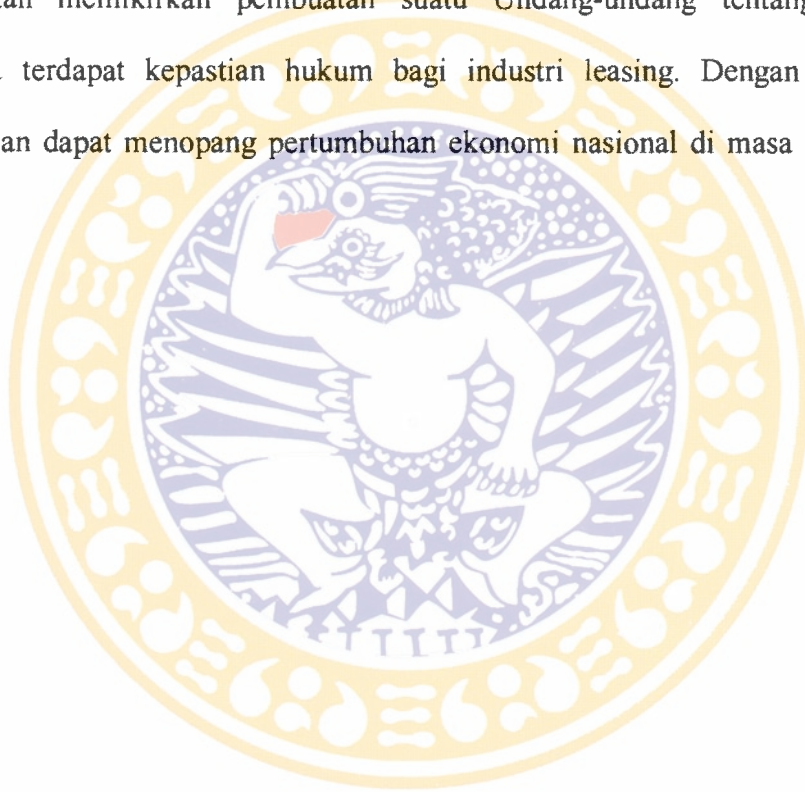 memikirkan pembuatan suatu Undang-undang tentang
terdapat kepastian hukum bagi industri leasing. Dengan
an dapat menopang pertumbuhan ekonomi nasional di masa